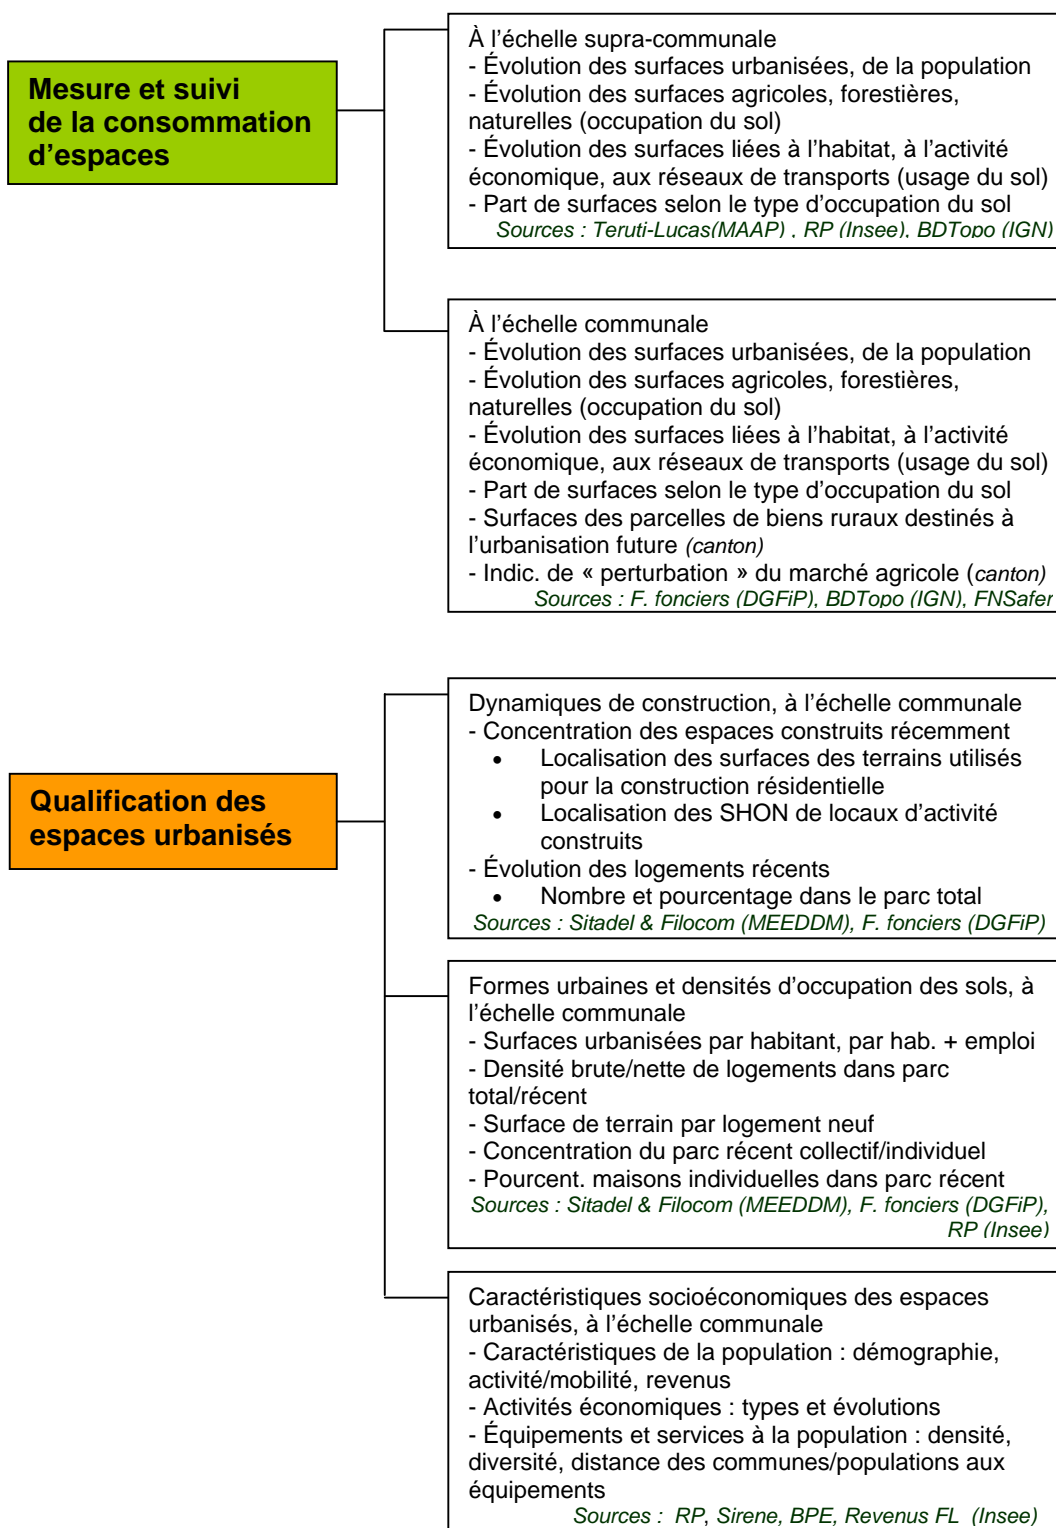 Mesure et suivi
de la consommation
d’espaces
À l’échelle supra-communale
- Évolution des surfaces urbanisées, de la population
- Évolution des surfaces agricoles, forestières,
naturelles (occupation du sol)
- Évolution des surfaces liées à l’habitat, à l’activité
économique, aux réseaux de transports (usage du sol)
- Part de surfaces selon le type d’occupation du sol
Sources : Teruti-Lucas(MAAP) , RP (Insee), BDTopo (IGN)
À l’échelle communale
- Évolution des surfaces urbanisées, de la population
- Évolution des surfaces agricoles, forestières,
naturelles (occupation du sol)
- Évolution des surfaces liées à l’habitat, à l’activité
économique, aux réseaux de transports (usage du sol)
- Part de surfaces selon le type d’occupation du sol
- Surfaces des parcelles de biens ruraux destinés à
l’urbanisation future (canton)
- Indic. de « perturbation » du marché agricole (canton)
Sources : F. fonciers (DGFiP), BDTopo (IGN), FNSafer
Qualification des
espaces urbanisés
Dynamiques de construction, à l’échelle communale
- Concentration des espaces construits récemment
• Localisation des surfaces des terrains utilisés
pour la construction résidentielle
• Localisation des SHON de locaux d’activité
construits
- Évolution des logements récents
• Nombre et pourcentage dans le parc total
Sources : Sitadel & Filocom (MEEDDM), F. fonciers (DGFiP)
Formes urbaines et densités d’occupation des sols, à
l’échelle communale
- Surfaces urbanisées par habitant, par hab. + emploi
- Densité brute/nette de logements dans parc
total/récent
- Surface de terrain par logement neuf
- Concentration du parc récent collectif/individuel
- Pourcent. maisons individuelles dans parc récent
Sources : Sitadel & Filocom (MEEDDM), F. fonciers (DGFiP),
RP (Insee)
Caractéristiques socioéconomiques des espaces
urbanisés, à l’échelle communale
- Caractéristiques de la population : démographie,
activité/mobilité, revenus
- Activités économiques : types et évolutions
- Équipements et services à la population : densité,
diversité, distance des communes/populations aux
équipements
Sources : RP, Sirene, BPE, Revenus FL (Insee)